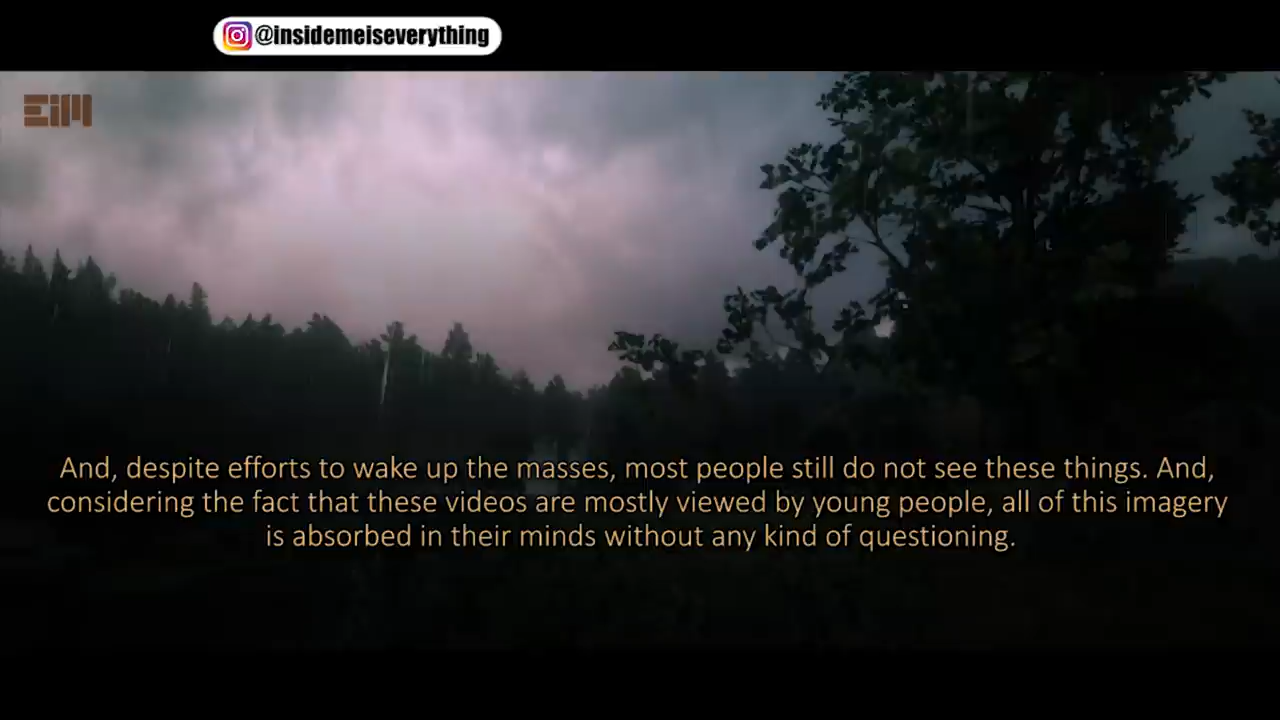 @insidemeiseverything
EiM
And, despite efforts to wake up the masses, most people still do not see these things. And,
considering the fact that these videos are mostly viewed by young people, all of this imagery
is absorbed in their minds without any kind of questioning.